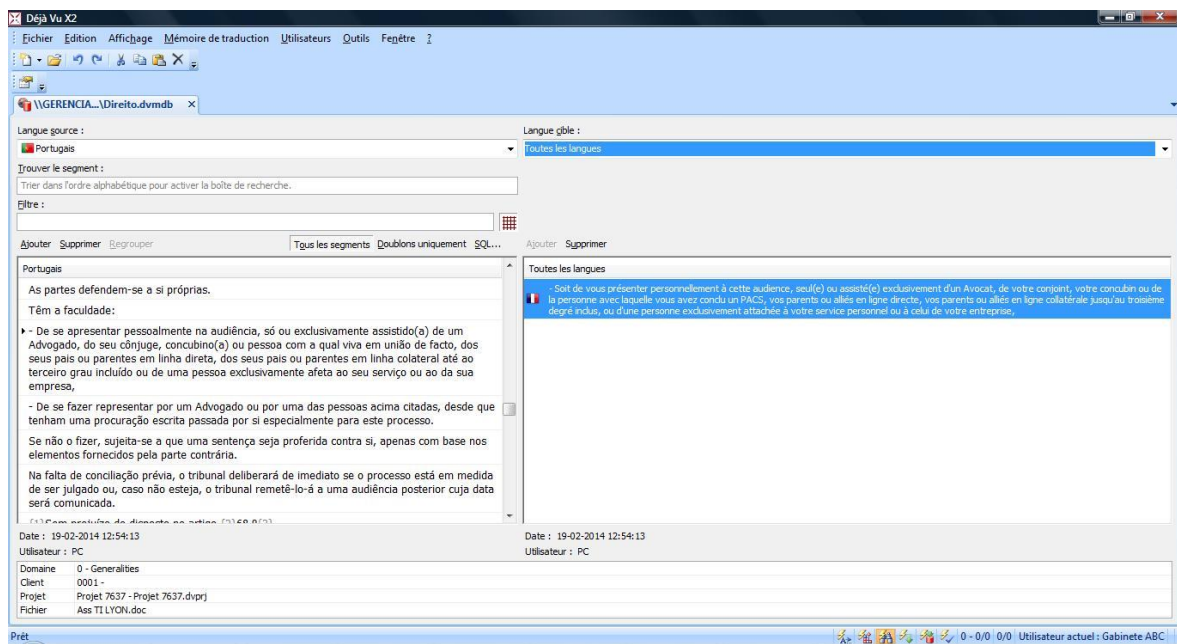 Déjà Vu X2
Fichier Edition Affichage Mémoire de traduction Utilisateurs Outils Fenêtre ?
\\GERENCIA...\Direito.dvmdb
Langue source :
Portugais
Langue cible :
Toutes les langues
Trouver le segment :
Trier dans l'ordre alphabétique pour activer la boîte de recherche.
Filtre :
Ajouter Supprimer Regrouper Tous les segments Doublons uniquement SQL...
Ajouter Supprimer
Portugais
As partes defendem-se a si próprias.
Têm a faculdade:
- De se apresentar pessoalmente na audiência, só ou exclusivamente assistido(a) de um
Advogado, do seu cônjuge, concubino(a) ou pessoa com a qual viva em união de facto, dos
seus pais ou parentes em linha direta, dos seus pais ou parentes em linha colateral até ao
terceiro grau incluído ou de uma pessoa exclusivamente afeta ao seu serviço ou ao da sua
empresa,
- De se fazer representar por um Advogado ou por uma das pessoas acima citadas, desde que
tenham uma procuração escrita passada por si especialmente para este processo.
Se não o fizer, sujeita-se a que uma sentença seja proferida contra si, apenas com base nos
elementos fornecidos pela parte contrária.
Na falta de conciliação prévia, o tribunal deliberará de imediato se o processo está em medida
de ser julgado ou, caso não esteja, o tribunal remetê-lo-á a uma audiência posterior cuja data
será comunicada.
Toutes les langues
- Soit de vous présenter personnellement à cette audience, seul(e) ou assisté(e) exclusivement d'un Avocat, de votre conjoint, votre concubin ou de
la personne avec laquelle vous avez conclu un PACS, vos parents ou alliés en ligne directe, vos parents ou alliés en ligne collatérale jusqu'au troisième
degré inclus, ou d'une personne exclusivement attachée à votre service personnel ou à celui de votre entreprise,
Date : 19-02-2014 12:54:13
Utilisateur : PC
Date : 19-02-2014 12:54:13
Utilisateur : PC
Domaine 0 - Generalities
Client 0001 -
Projet Projet 7637 - Projet 7637.dvprj
Fichier Ass TI LYON.doc
Prêt
0 - 0/0 0/0 Utilisateur actuel : Gabinete ABC